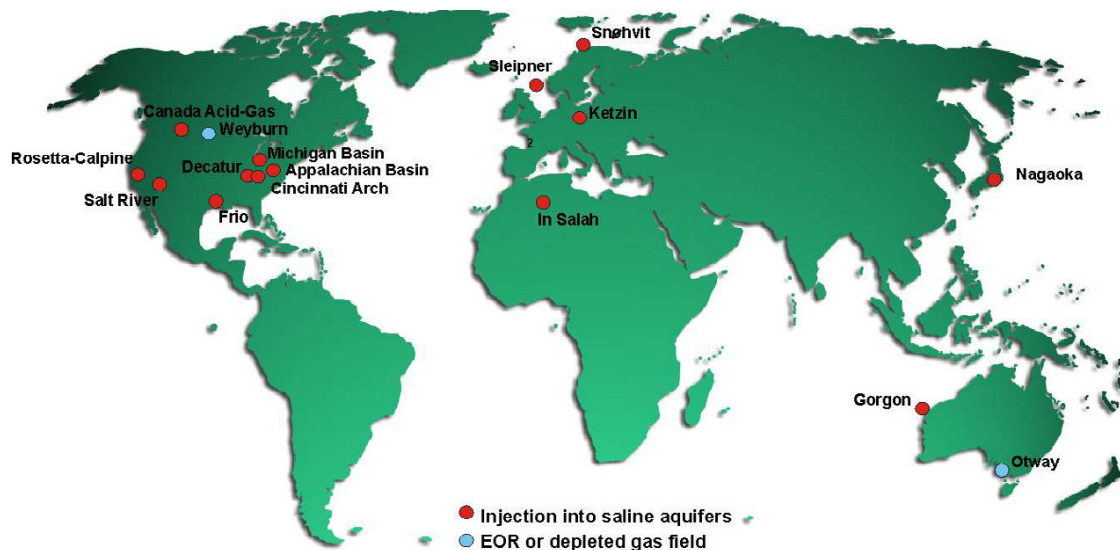 Snøhvit
Sleipner
Canada Acid-Gas
Weyburn
Ketzin
2
Michigan Basin
Rosetta-Calpine
Decatur
Appalachian Basin
Cincinnati Arch
Nagaoka
Salt River
Frio
In Salah
Gorgon
Otway
Injection into saline aquifers
EOR or depleted gas field